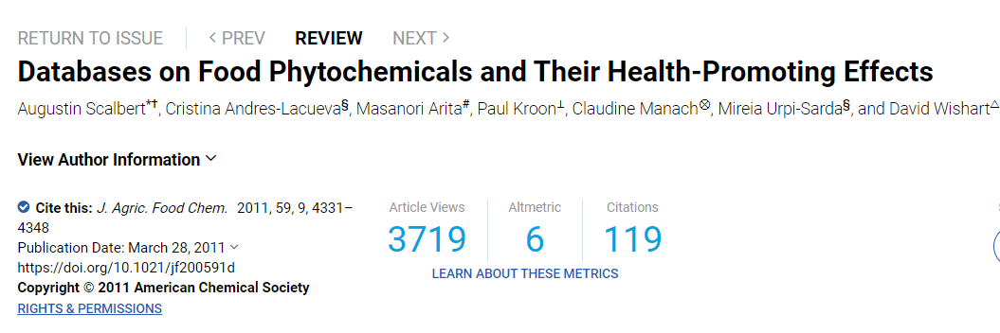 RETURN TO ISSUE < PREV REVIEW NEXT >
Databases on Food Phytochemicals and Their Health-Promoting Effects
Augustin Scalbert*†, Cristina Andres-Lacueva§, Masanori Arita#, Paul Kroon⊥, Claudine Manach⊗, Mireia Urpi-Sarda§, and David Wishart△
View Author Information
Cite this: J. Agric. Food Chem. 2011, 59, 9, 4331–
4348
Publication Date: March 28, 2011
https://doi.org/10.1021/jf200591d
Copyright © 2011 American Chemical Society
RIGHTS & PERMISSIONS
Article Views Altmetric Citations
3719 6 119
LEARN ABOUT THESE METRICS